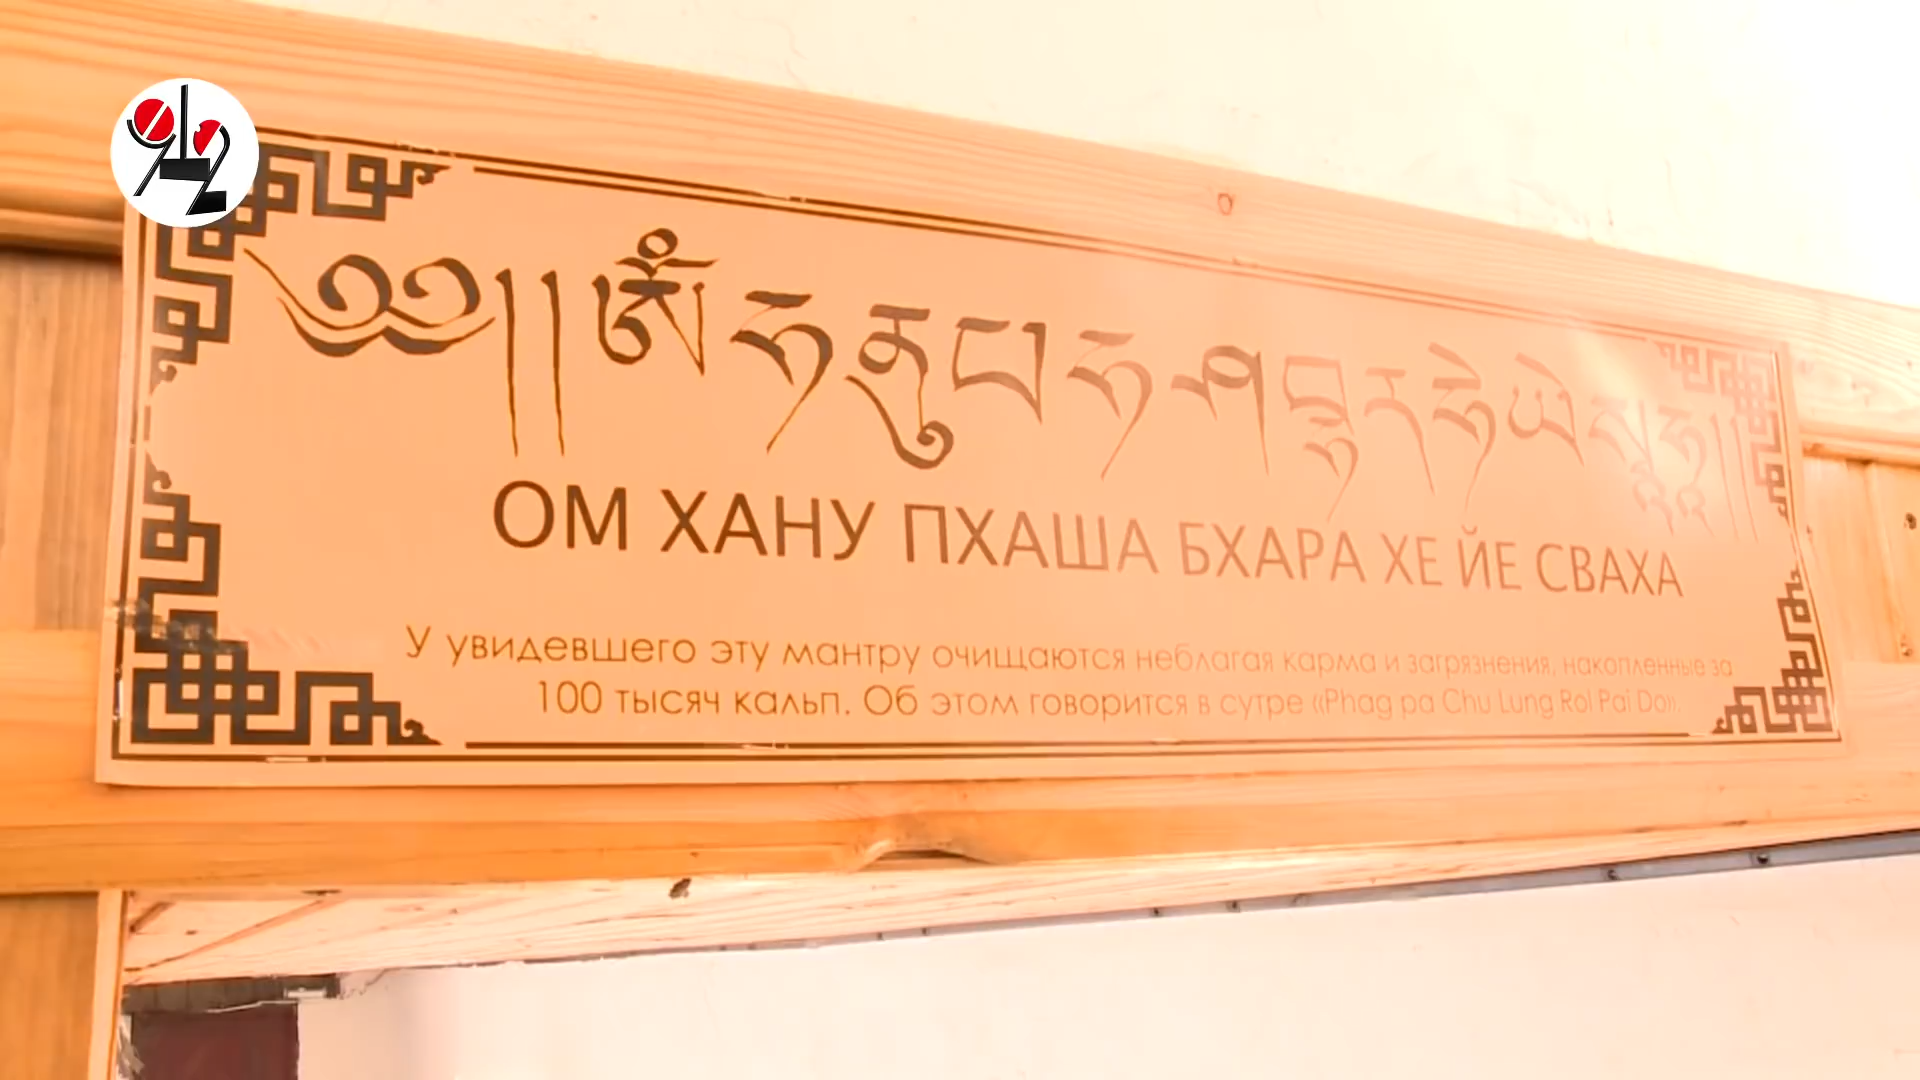 ༄༅།།ཨོཾ་ཧ་ནུ་པ་ཧ་ཤ་བྷ་ར་ཧེ་ཡེ་སྭཱ་ཧཱ།།
ОМ ХАНУ ПХАША БХАРА ХЕ ЙЕ СВАХА
У увидевшего эту мантру очищаются неблагая карма и загрязнения, накопленные за
100 тысяч кальп. Об этом говорится в сутре «Phag pa Chu Lung Rol Pai Do».